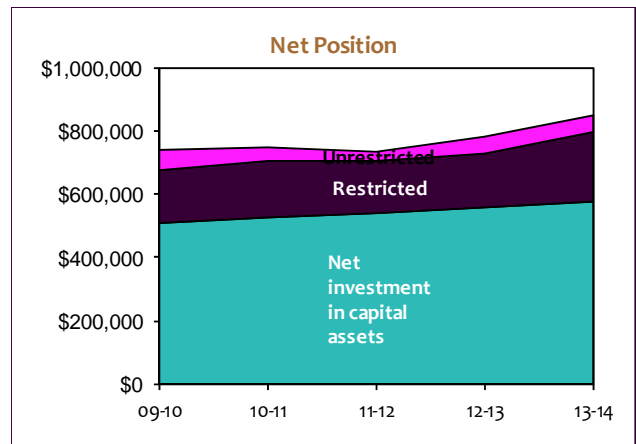 Net Position
$1,000,000
$800,000
$600,000
$400,000
$200,000
$0
Unrestricted
Restricted
Net
investment
in capital
assets
09-10 10-11 11-12 12-13 13-14